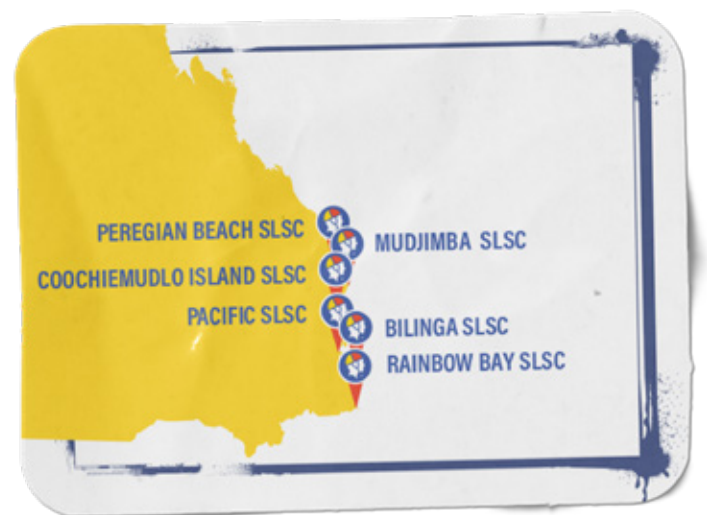 PEREGIAN BEACH SLSC
MUDJIMBA SLSC
COOCHIEMUDLO ISLAND SLSC
PACIFIC SLSC
BILINGA SLSC
RAINBOW BAY SLSC